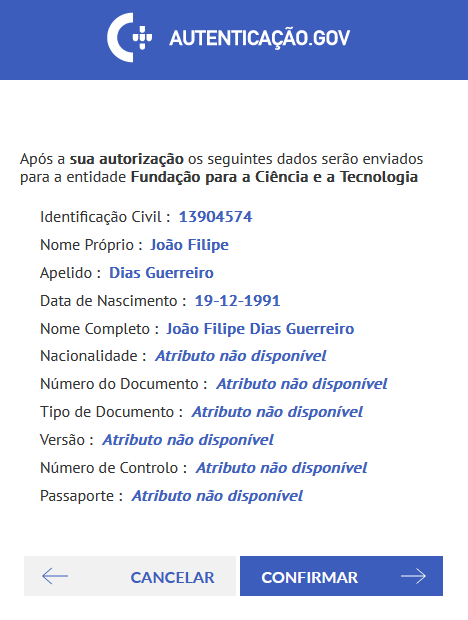 AUTENTICAÇÃO.GOV
Após a sua autorização os seguintes dados serão enviados
para a entidade Fundação para a Ciência e a Tecnologia
Identificação Civil : 13904574
Nome Próprio : João Filipe
Apelido : Dias Guerreiro
Data de Nascimento : 19-12-1991
Nome Completo : João Filipe Dias Guerreiro
Nacionalidade : Atributo não disponível
Número do Documento : Atributo não disponível
Tipo de Documento : Atributo não disponível
Versão : Atributo não disponível
Número de Controlo : Atributo não disponível
Passaporte : Atributo não disponível
CANCELAR CONFIRMAR